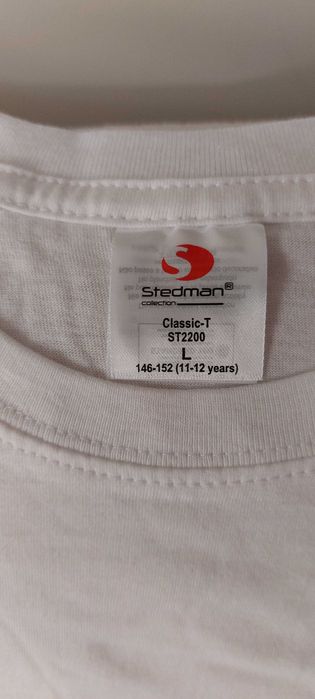 S
Stedman®
collection
Classic-T
ST2200
L
146-152 (11-12 years)